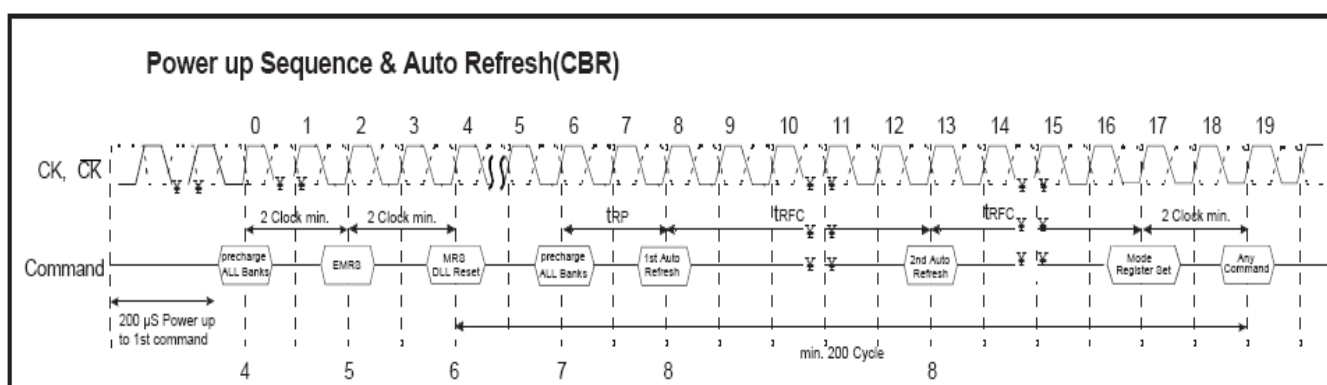 Power up Sequence & Auto Refresh(CBR)
0 1 2 3 4 5 6 7 8 9 10 11 12 13 14 15 16 17 18 19
CK, CK
2 Clock min. 2 Clock min. tRP tRFC tRFC 2 Clock min.
Command
precharge
ALL Banks
EMRS
MRS
DLL Reset
precharge
ALL Banks
1st Auto
Refresh
2nd Auto
Refresh
Mode
Register Set
Any
Command
200 µS Power up
to 1st command
min. 200 Cycle
4 5 6 7 8 8